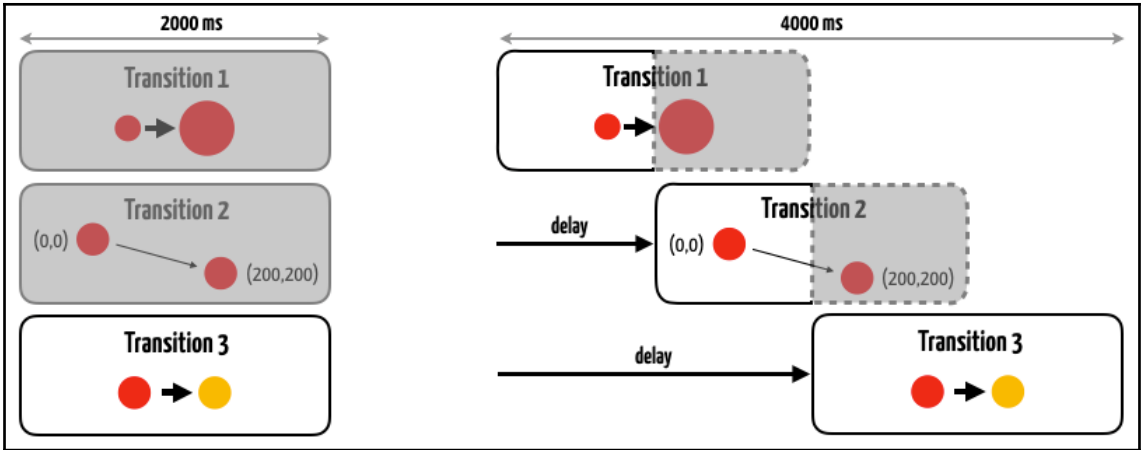 2000 ms
Transition 1
Transition 2
(0,0)
(200,200)
Transition 3
4000 ms
Transition 1
delay
Transition 2
(0,0)
(200,200)
delay
Transition 3